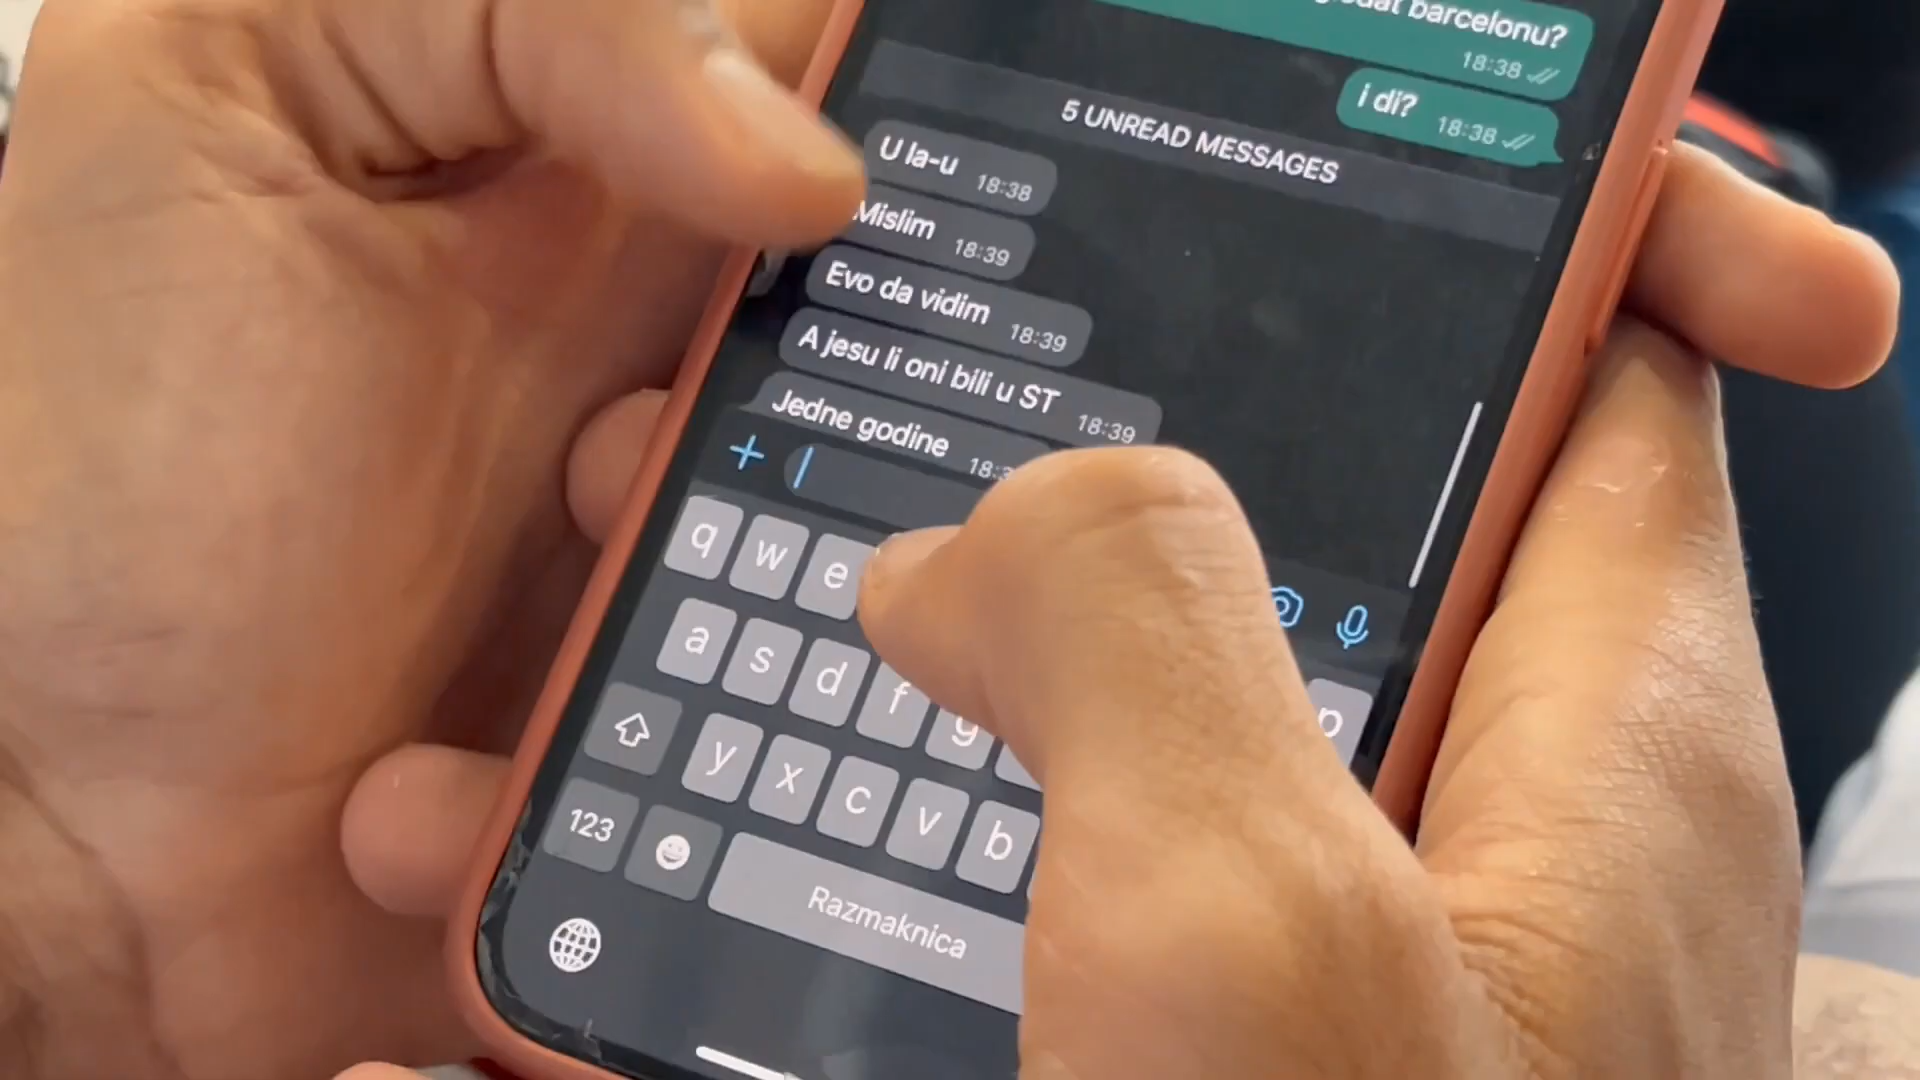 barcelonu?
18:38
i di?
18:38
5 UNREAD MESSAGES
U la-u 18:38
Mislim 18:39
Evo da vidim 18:39
A jesu li oni bili u ST 18:39
Jedne godine
q w e
a s d f g
p
y x c v b
123
Razmaknica